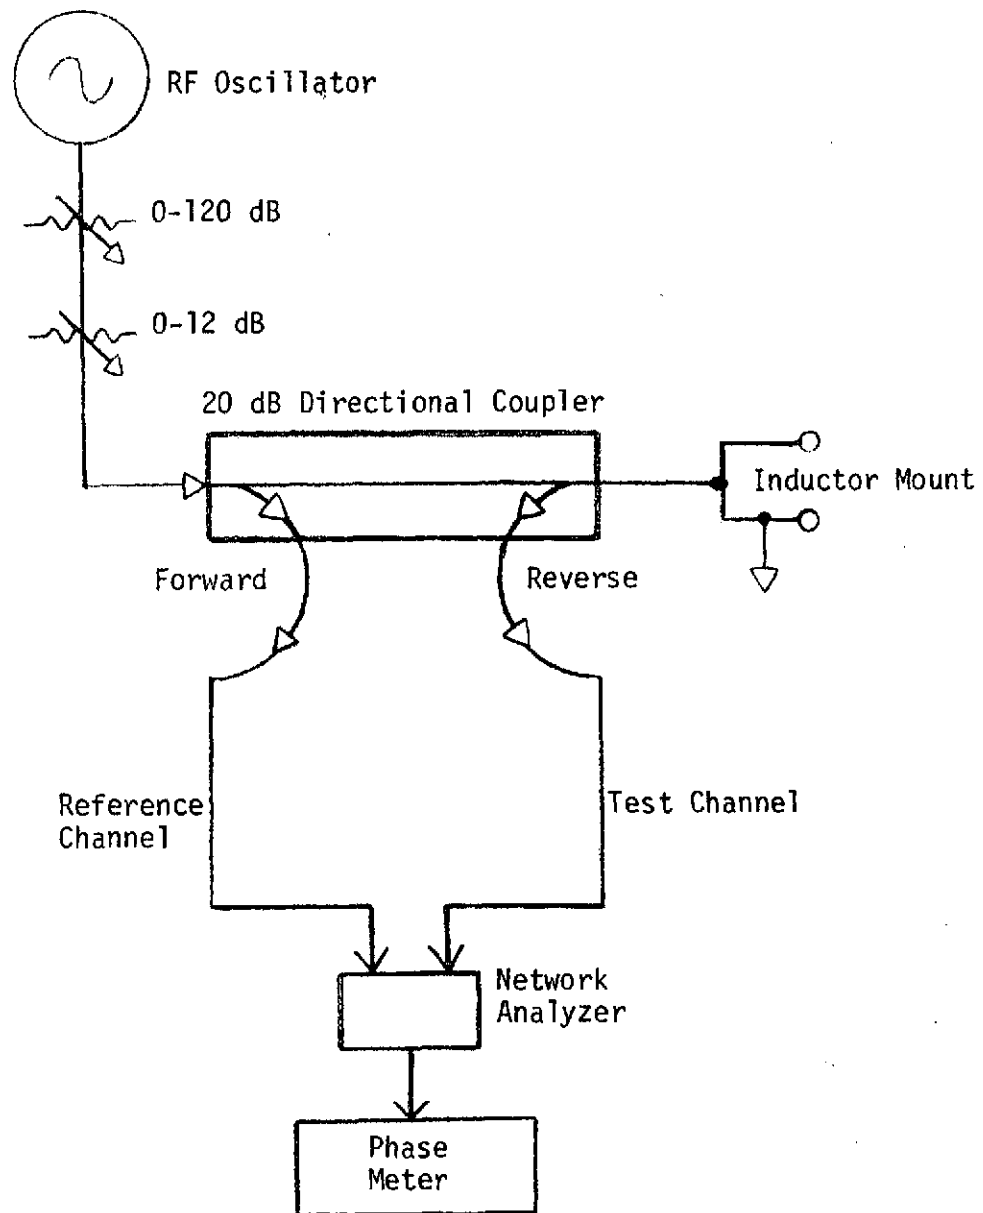 RF Oscillator
0-120 dB
0-12 dB
20 dB Directional Coupler
Inductor Mount
Forward
Reverse
Reference
Channel
Test Channel
Network
Analyzer
Phase
Meter